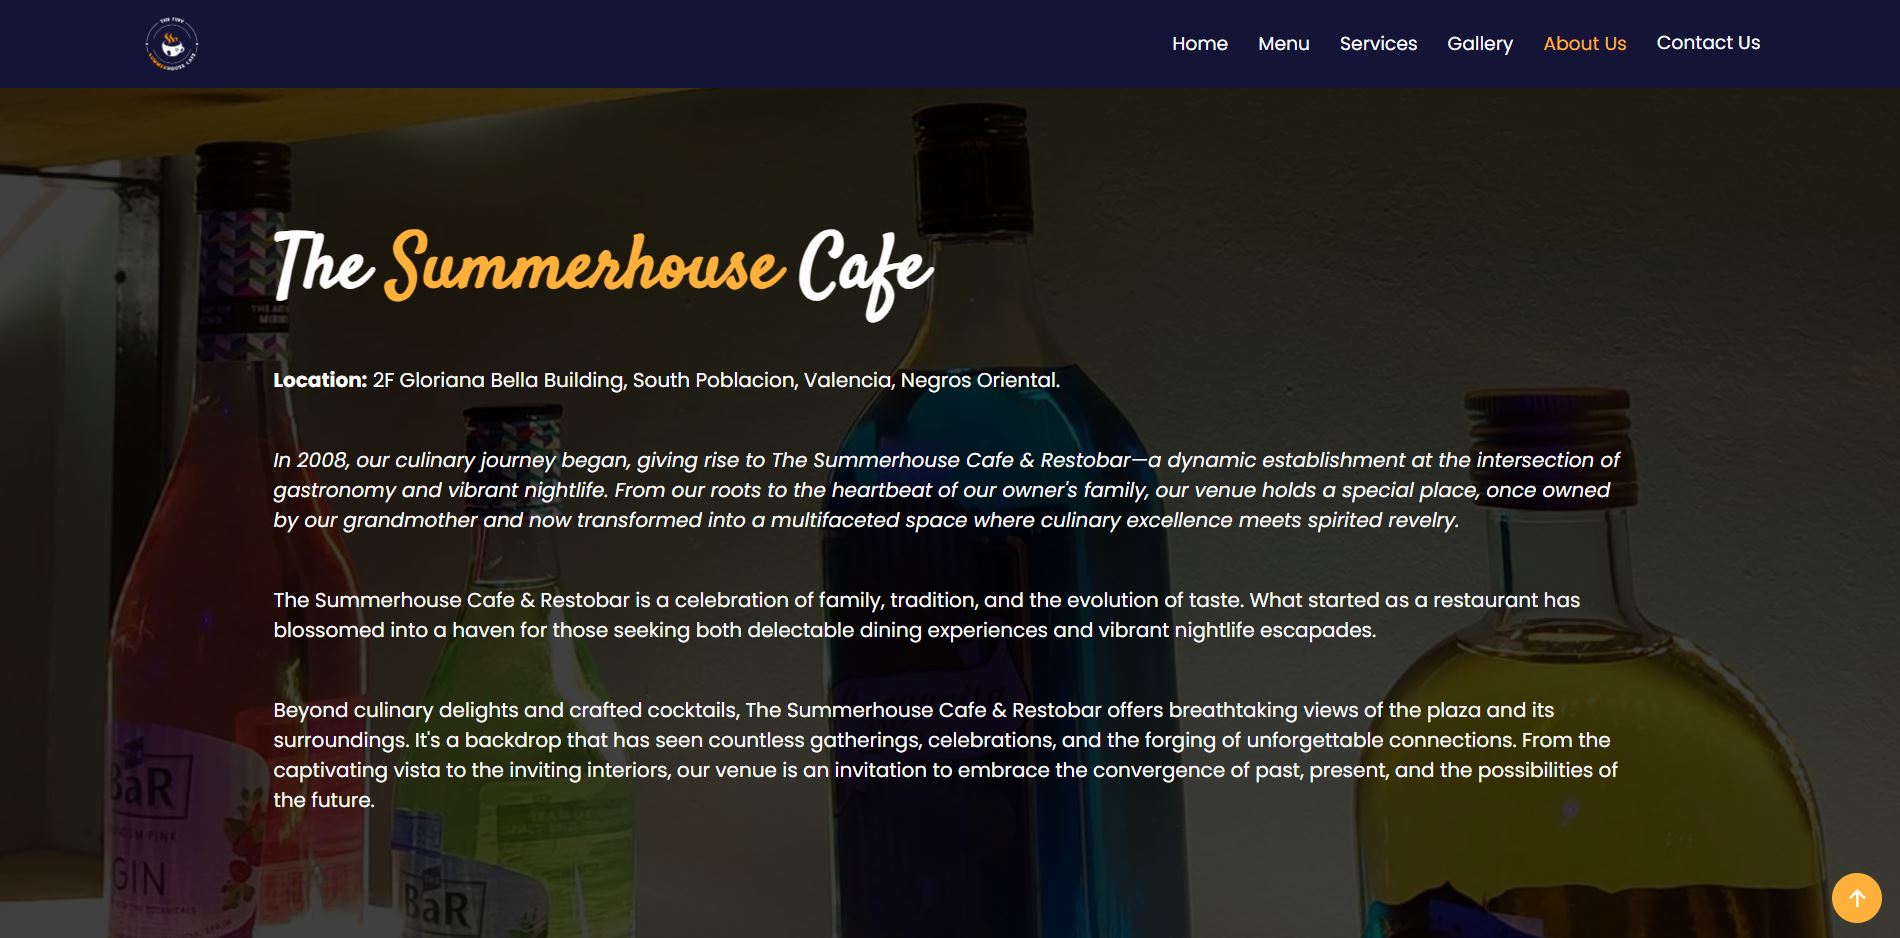 THE TINY
SUMMERHOUSE CAFE
Home Menu Services Gallery About Us Contact Us
The Summerhouse Cafe
Location: 2F Gloriana Bella Building, South Poblacion, Valencia, Negros Oriental.
In 2008, our culinary journey began, giving rise to The Summerhouse Cafe & Restobar—a dynamic establishment at the intersection of
gastronomy and vibrant nightlife. From our roots to the heartbeat of our owner's family, our venue holds a special place, once owned
by our grandmother and now transformed into a multifaceted space where culinary excellence meets spirited revelry.
The Summerhouse Cafe & Restobar is a celebration of family, tradition, and the evolution of taste. What started as a restaurant has
blossomed into a haven for those seeking both delectable dining experiences and vibrant nightlife escapades.
Beyond culinary delights and crafted cocktails, The Summerhouse Cafe & Restobar offers breathtaking views of the plaza and its
surroundings. It's a backdrop that has seen countless gatherings, celebrations, and the forging of unforgettable connections. From the
captivating vista to the inviting interiors, our venue is an invitation to embrace the convergence of past, present, and the possibilities of
the future.
BaR
PINK
GIN
THE
BaR